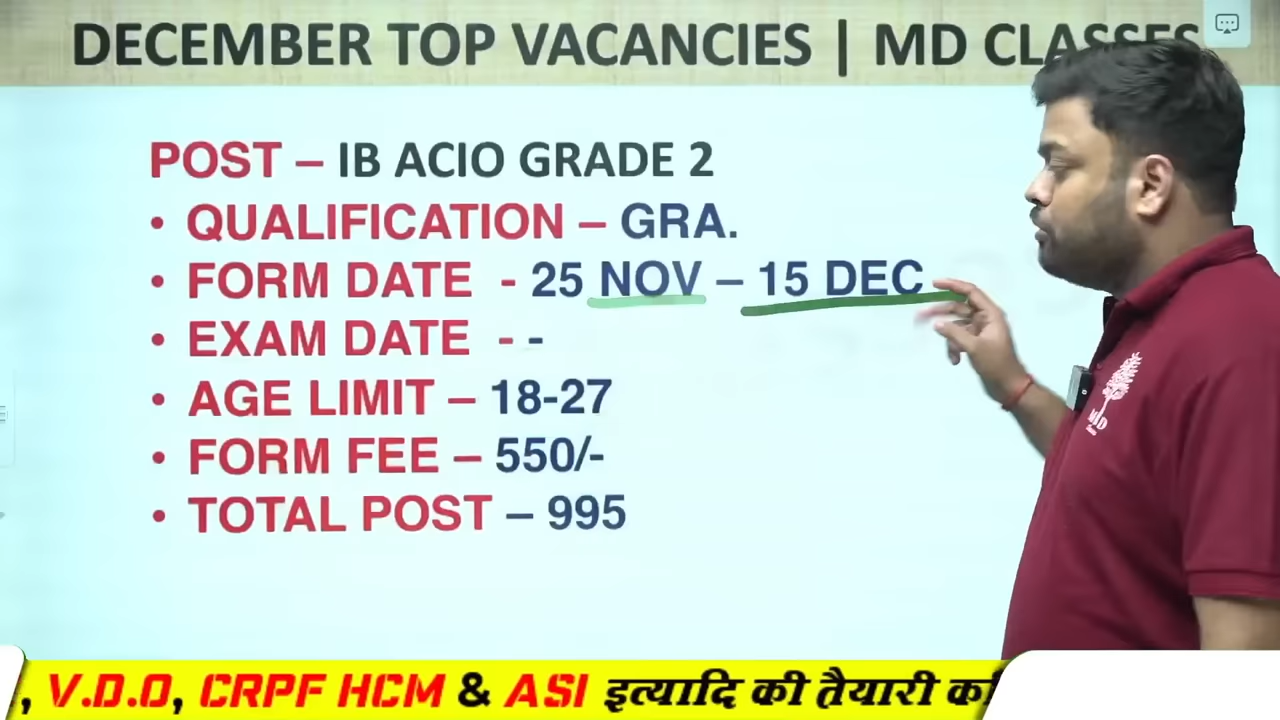 DECEMBER TOP VACANCIES | MD CLASSES
POST – IB ACIO GRADE 2
• QUALIFICATION – GRA.
• FORM DATE - 25 NOV – 15 DEC
• EXAM DATE - -
• AGE LIMIT – 18-27
• FORM FEE – 550/-
• TOTAL POST – 995
MD
, V.D.O, CRPF HCM & ASI इत्यादि की तैयारी